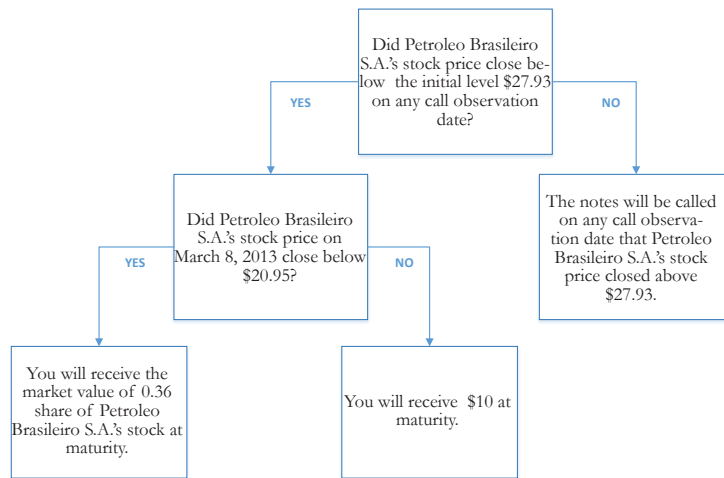 Did Petroleo Brasileiro
S.A.'s stock price close be-
low the initial level $27.93
on any call observation
date?
YES
NO
Did Petroleo Brasileiro
S.A.'s stock price on
March 8, 2013 close below
$20.95?
The notes will be called
on any call observa-
tion date that Petroleo
Brasileiro S.A.'s stock
price closed above
$27.93.
YES
NO
You will receive the
market value of 0.36
share of Petroleo
Brasileiro S.A.'s stock at
maturity.
You will receive $10 at
maturity.